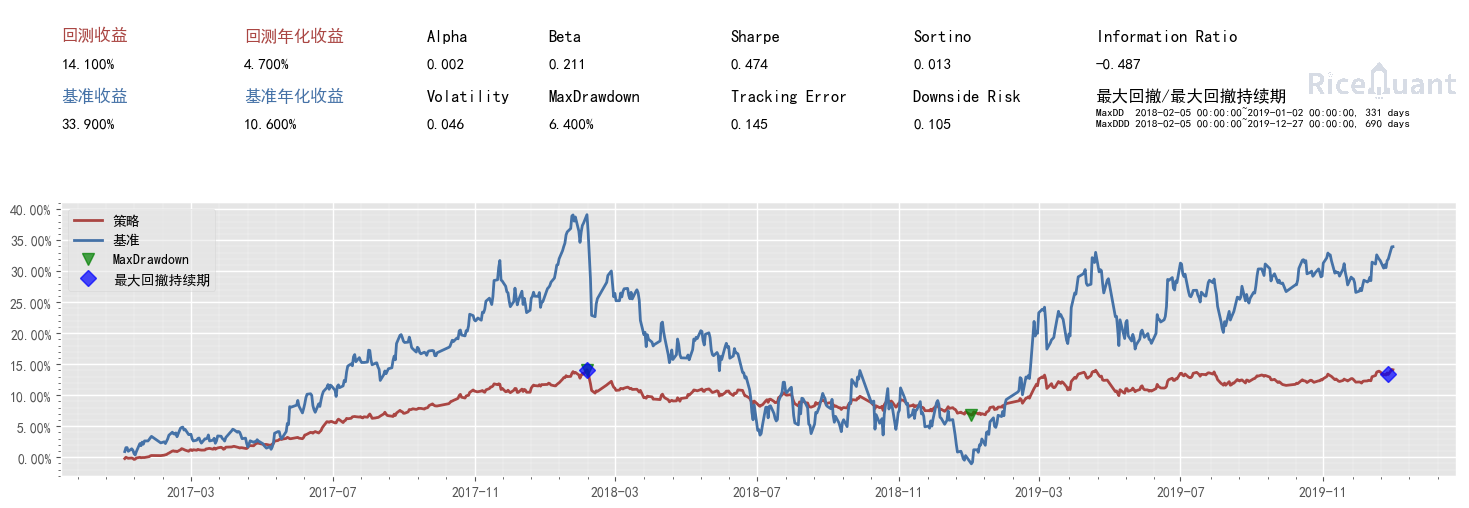 回测收益 回测年化收益 Alpha Beta Sharpe Sortino Information Ratio
14.100% 4.700% 0.002 0.211 0.474 0.013 -0.487
RiceQuant
基准收益 基准年化收益 Volatility MaxDrawdown Tracking Error Downside Risk 最大回撤/最大回撤持续期
33.900% 10.600% 0.046 6.400% 0.145 0.105
MaxDD 2018-02-05 00:00:00~2019-01-02 00:00:00, 331 days
MaxDDD 2018-02-05 00:00:00~2019-12-27 00:00:00, 690 days
40.00%
35.00%
30.00%
25.00%
20.00%
15.00%
10.00%
5.00%
0.00%
策略
基准
MaxDrawdown
最大回撤持续期
2017-03 2017-07 2017-11 2018-03 2018-07 2018-11 2019-03 2019-07 2019-11